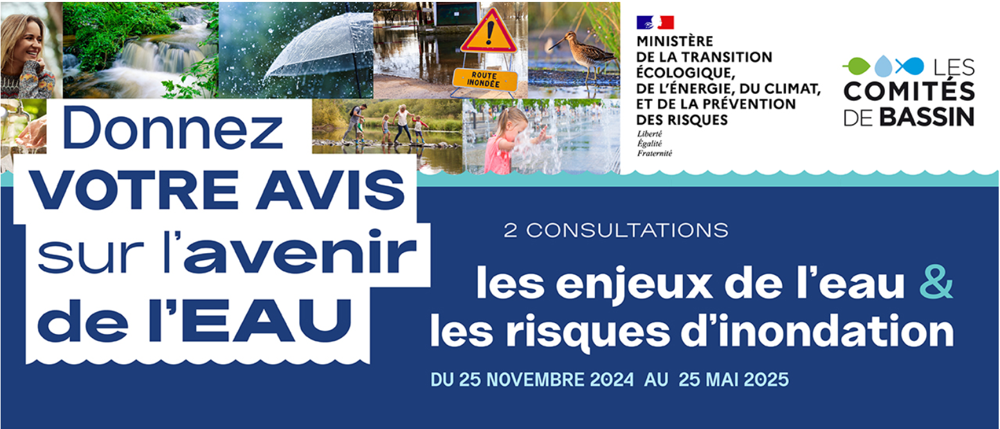 ROUTE
INONDÉE
MINISTÈRE
DE LA TRANSITION
ÉCOLOGIQUE,
DE L'ÉNERGIE, DU CLIMAT,
ET DE LA PRÉVENTION
DES RISQUES
Liberté
Égalité
Fraternité
LES
COMITÉS
DE BASSIN
Donnez
VOTRE AVIS
sur l'avenir
de l'EAU
2 CONSULTATIONS
les enjeux de l'eau &
les risques d'inondation
DU 25 NOVEMBRE 2024 AU 25 MAI 2025